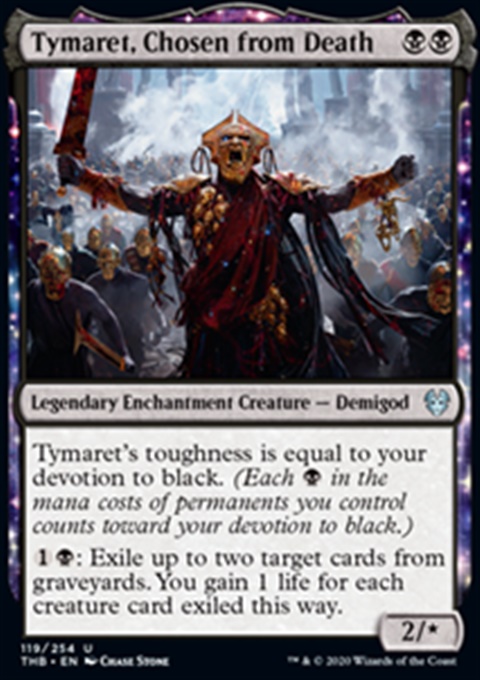 Tymaret, Chosen from Death
Legendary Enchantment Creature — Demigod
Tymaret's toughness is equal to your
devotion to black. (Each in the
mana costs of permanents you control
counts toward your devotion to black.)
1 : Exile up to two target cards from
graveyards. You gain 1 life for each
creature card exiled this way.
2/*
119/254 U
THB • EN Chase Stone
™ & © 2020 Wizards of the Coast